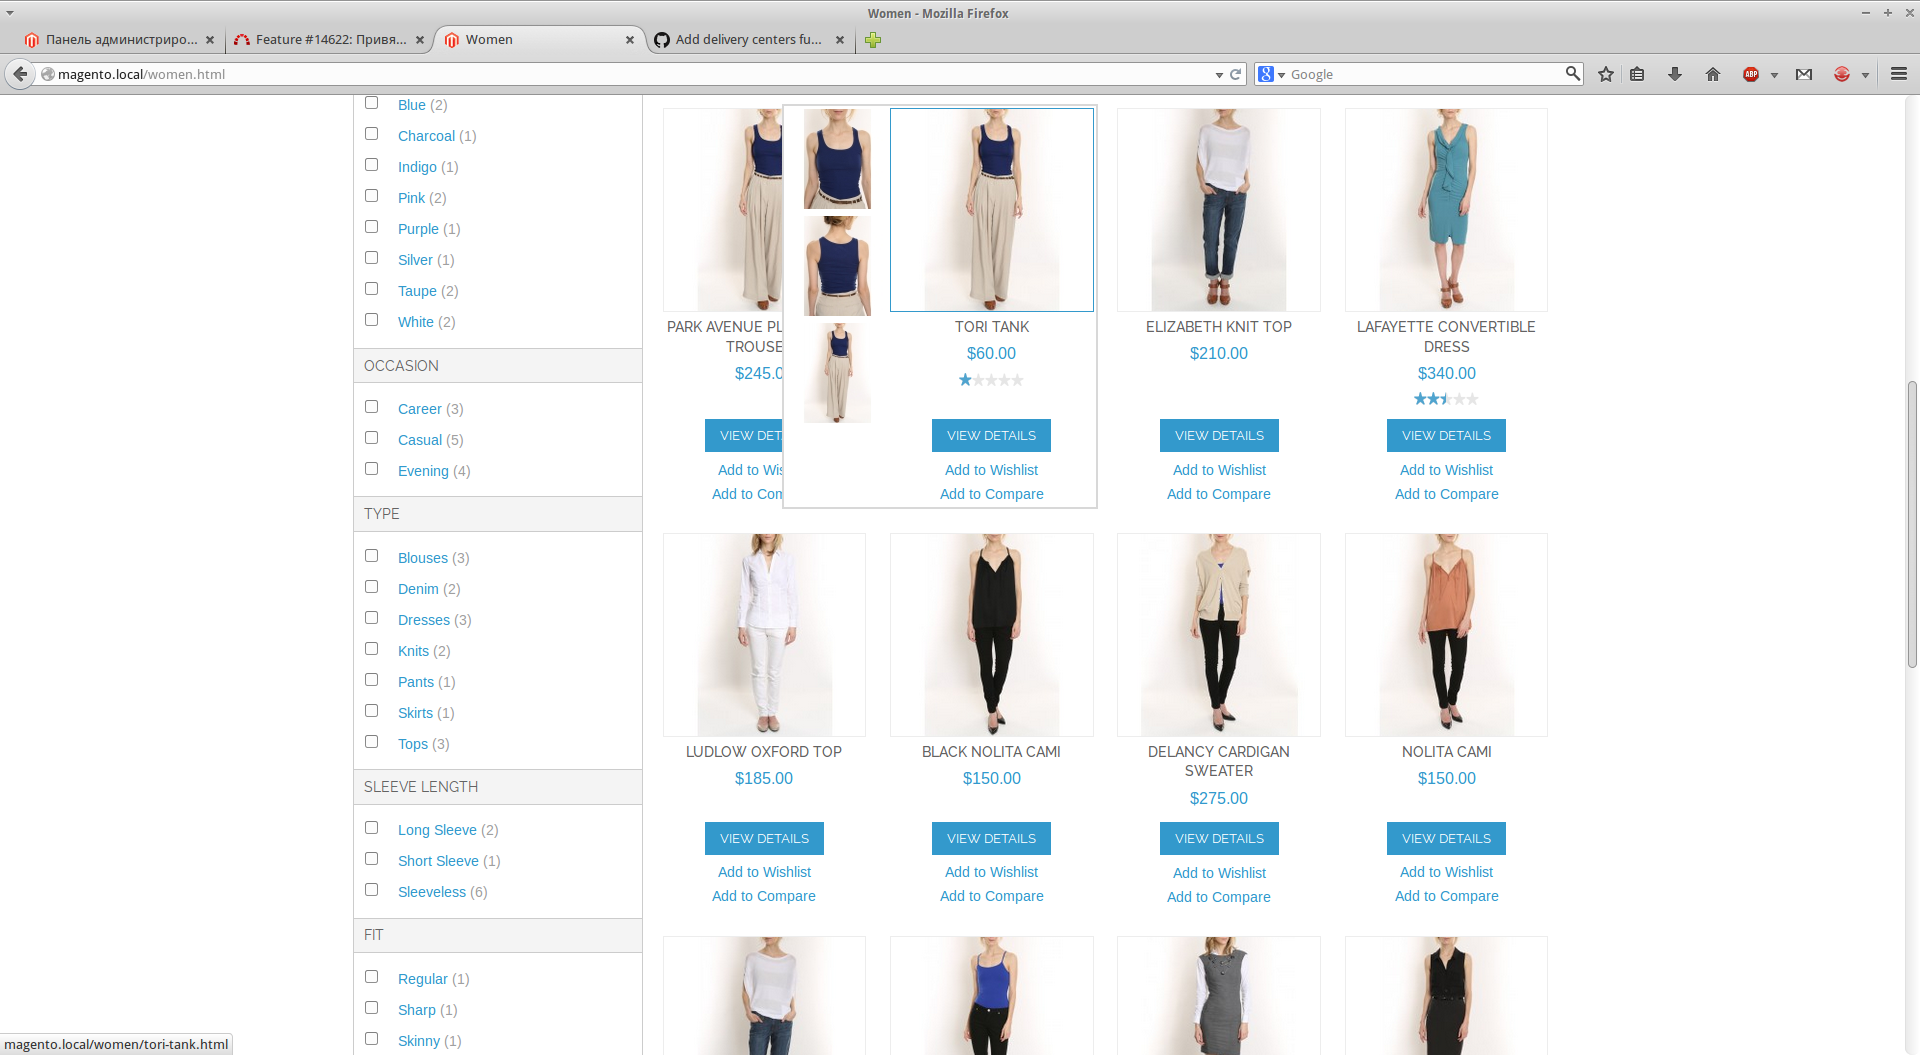 Women - Mozilla Firefox
Панель администриро...
Feature #14622: Привя...
Women
Add delivery centers fu...
magento.local/women.html
Google
Blue (2)
Charcoal (1)
Indigo (1)
Pink (2)
Purple (1)
Silver (1)
Taupe (2)
White (2)
OCCASION
Career (3)
Casual (5)
Evening (4)
TYPE
Blouses (3)
Denim (2)
Dresses (3)
Knits (2)
Pants (1)
Skirts (1)
Tops (3)
SLEEVE LENGTH
Long Sleeve (2)
Short Sleeve (1)
Sleeveless (6)
FIT
Regular (1)
Sharp (1)
Skinny (1)
PARK AVENUE PL
TROUSE
$245.0
VIEW DET
Add to Wis
Add to Com
TORI TANK
$60.00
VIEW DETAILS
Add to Wishlist
Add to Compare
ELIZABETH KNIT TOP
$210.00
VIEW DETAILS
Add to Wishlist
Add to Compare
LAFAYETTE CONVERTIBLE
DRESS
$340.00
VIEW DETAILS
Add to Wishlist
Add to Compare
LUDLOW OXFORD TOP
$185.00
VIEW DETAILS
Add to Wishlist
Add to Compare
BLACK NOLITA CAMI
$150.00
VIEW DETAILS
Add to Wishlist
Add to Compare
DELANCY CARDIGAN
SWEATER
$275.00
VIEW DETAILS
Add to Wishlist
Add to Compare
NOLITA CAMI
$150.00
VIEW DETAILS
Add to Wishlist
Add to Compare
magento.local/women/tori-tank.html